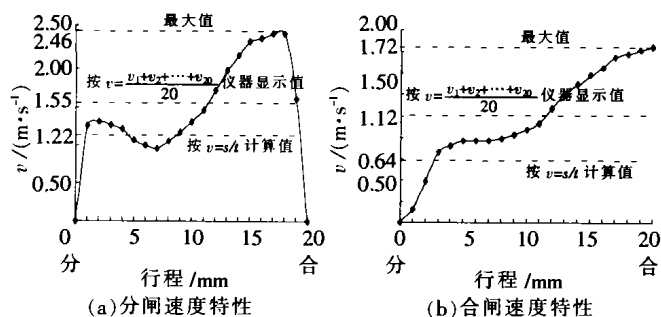 2.50
2.46
2.00
1.55
1.22
0.50
v/(m·s⁻¹)
最大值
按 v=(v₁+v₂+⋯+v₂₀)/20 仪器显示值
按 v=s/t 计算值
0 5 10 15 20
分 合
行程/mm
(a)分闸速度特性
2.00
1.72
1.50
1.12
0.64
0.50
v/(m·s⁻¹)
最大值
按 v=(v₁+v₂+⋯+v₂₀)/20 仪器显示值
按 v=s/t 计算值
0 5 10 15 20
分 合
行程/mm
(b)合闸速度特性